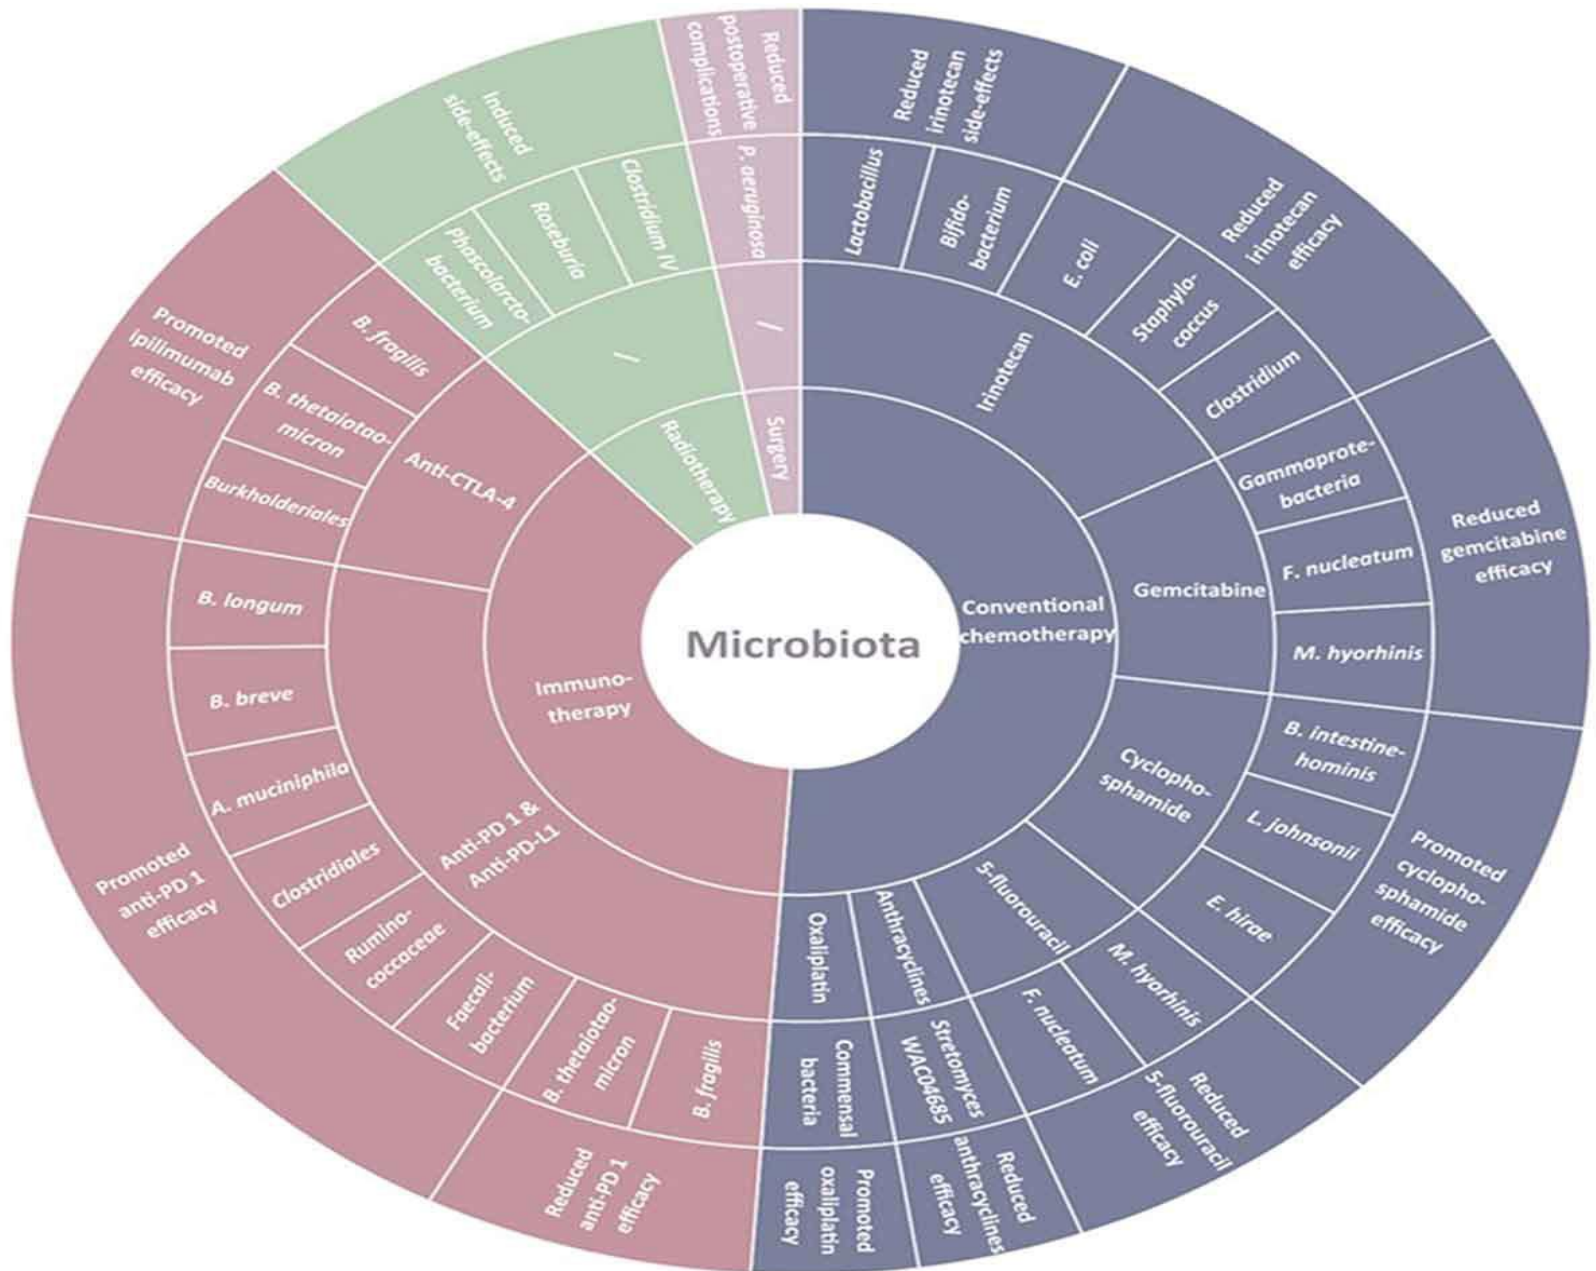 Microbiota
Conventional
chemotherapy
Irinotecan
Lactobacillus
Bifido-
bacterium
Reduced
irinotecan
side-effects
E. coli
Staphylo-
coccus
Clostridium
Reduced
irinotecan
efficacy
Gemcitabine
Gammaprote-
bacteria
F. nucleatum
M. hyorhinis
Reduced
gemcitabine
efficacy
Cyclopho-
sphamide
B. intestine-
hominis
L. johnsonil
E. hirae
Promoted
cyclopho-
sphamide
efficacy
5-fluorouracil
M. hyorhinis
F. nucleatum
Reduced
5-fluorouracil
efficacy
Anthracyclines
Stretomyces
WAC04685
Reduced
anthracyclines
efficacy
Oxaliplatin
Commensal
bacteria
Promoted
oxaliplatin
efficacy
Immuno-
therapy
Anti-PD 1 &
Anti-PD-L1
B. fragilis
B. thetaiotao-
micron
Reduced
anti-PD 1
efficacy
Faecali-
bacterium
Rumino-
coccaceae
Clostridiales
A. muciniphila
B. breve
B. longum
Promoted
anti-PD 1
efficacy
Anti-CTLA-4
Burkholderiales
B. thetaiotao-
micron
B. fragilis
Promoted
ipilimumab
efficacy
Radiotherapy
/
Phascolarcto-
bacterium
Roseburia
Clostridium IV
Induced
side-effects
Surgery
/
P. aeruginosa
Reduced
postoperative
complications